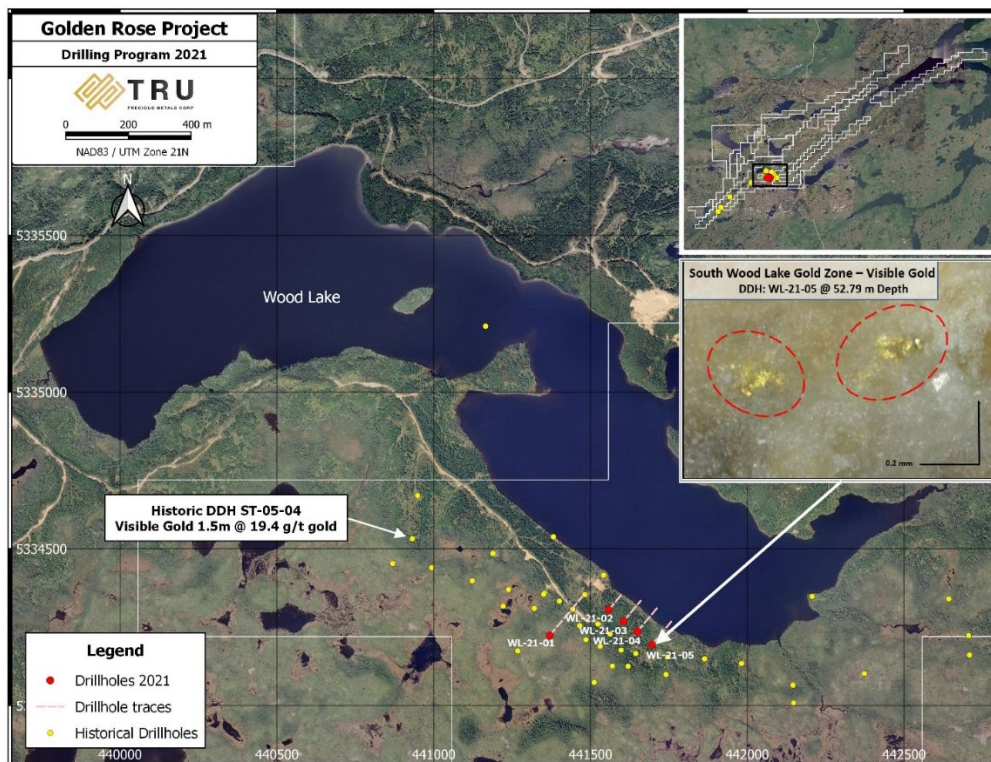 Golden Rose Project
Drilling Program 2021
TRU
PRECIOUS METALS CORP
0 200 400 m
NAD83 / UTM Zone 21N
N
South Wood Lake Gold Zone – Visible Gold
DDH: WL-21-05 @ 52.79 m Depth
0.2 mm
5335500
Wood Lake
5335000
Historic DDH ST-05-04
Visible Gold 1.5m @ 19.4 g/t gold
5334500
WL-21-02
WL-21-03
WL-21-01
WL-21-04
WL-21-05
Legend
Drillholes 2021
Drillhole traces
Historical Drillholes
440000
440500
441000
441500
442000
442500